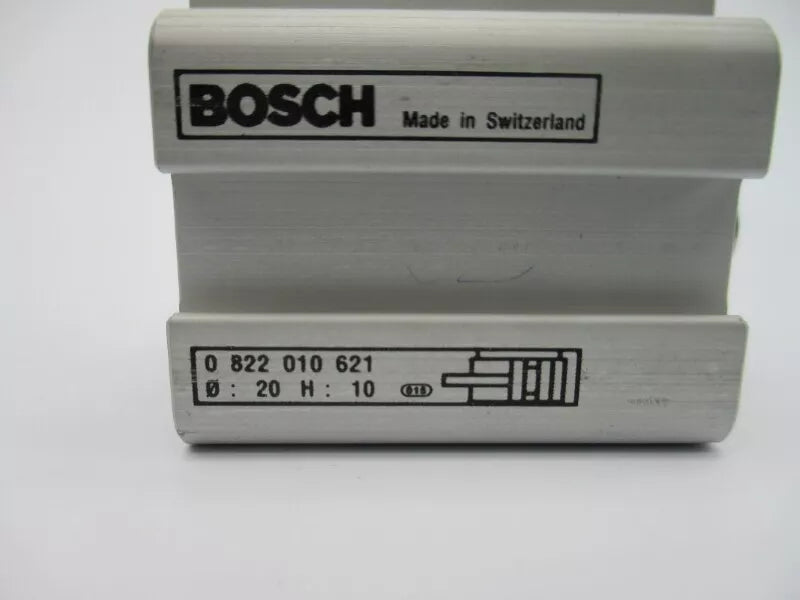 BOSCH Made in Switzerland
0 822 010 621
Ø : 20 H : 10